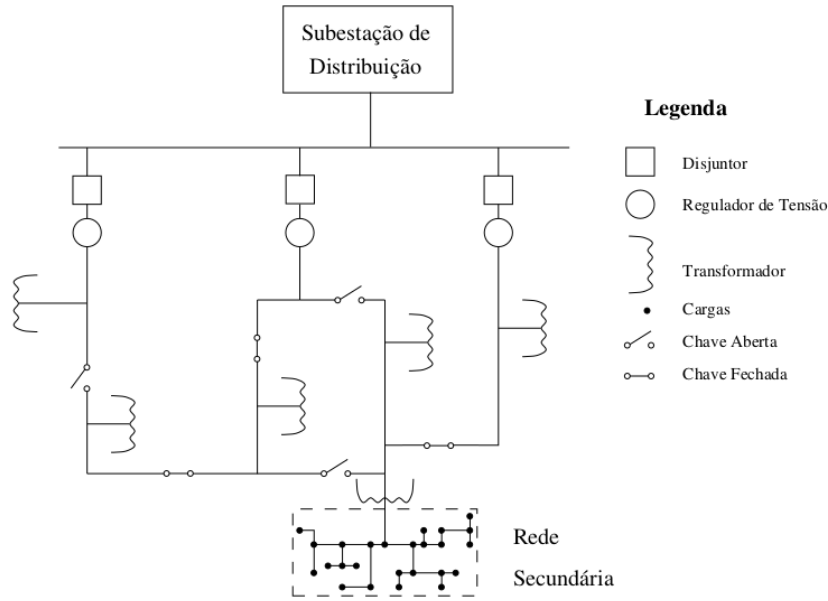 Subestação de
Distribuição
Legenda
Disjuntor
Regulador de Tensão
Transformador
Cargas
Chave Aberta
Chave Fechada
Rede
Secundária